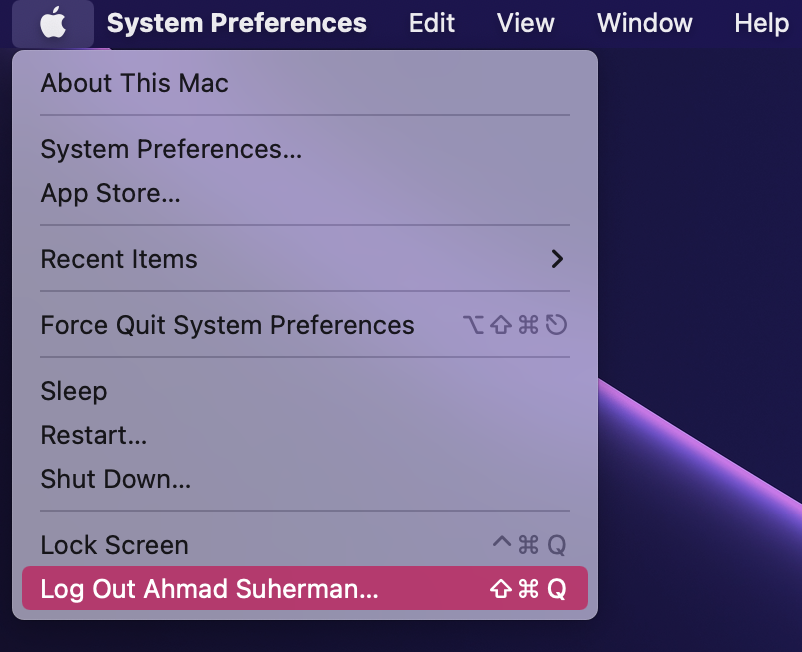 System Preferences Edit View Window Help
About This Mac
System Preferences...
App Store...
Recent Items
Force Quit System Preferences ⌥⇧⌘⎋
Sleep
Restart...
Shut Down...
Lock Screen ^⌘Q
Log Out Ahmad Suherman... ⇧⌘Q